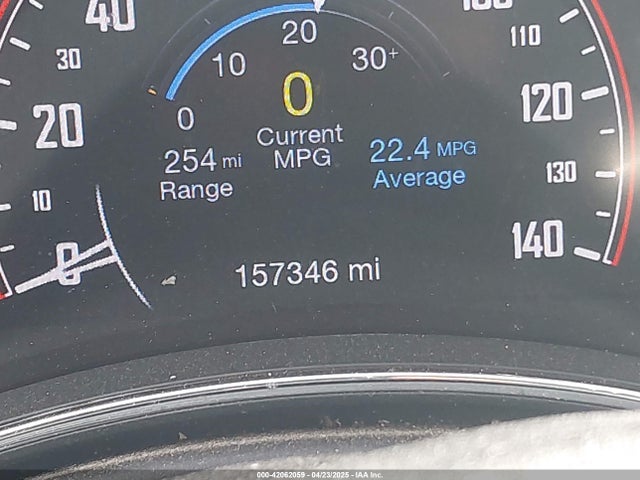 40
100
30
20
30+
110
10
0
120
20
0
Current
MPG
254 mi
Range
22.4 MPG
Average
130
10
0
140
157346 mi
000-42062059 - 04/23/2025 - IAA Inc.